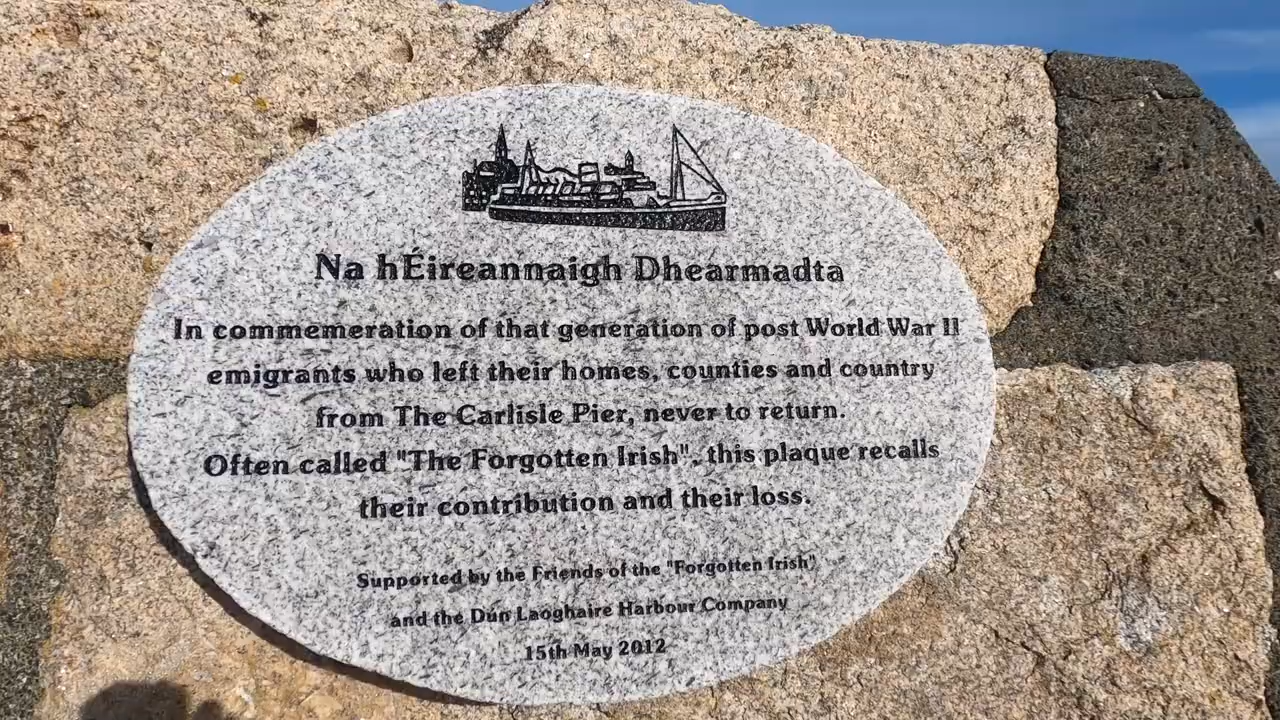 Na hÉireannaigh Dhearmadta
In commemeration of that generation of post World War II
emigrants who left their homes, counties and country
from The Carlisle Pier, never to return.
Often called "The Forgotten Irish", this plaque recalls
their contribution and their loss.
Supported by the Friends of the "Forgotten Irish"
and the Dún Laoghaire Harbour Company
15th May 2012